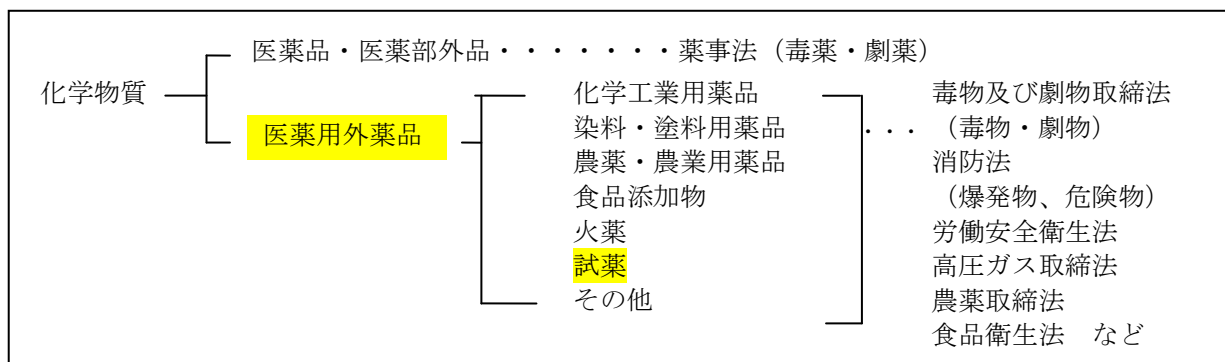 医薬品・医薬部外品・・・・・・・薬事法（毒薬・劇薬）
化学物質
化学工業用薬品 毒物及び劇物取締法
医薬用外薬品
染料・塗料用薬品 ・・・ （毒物・劇物）
農薬・農業用薬品 消防法
食品添加物 （爆発物、危険物）
火薬 労働安全衛生法
試薬 高圧ガス取締法
その他 農薬取締法
食品衛生法　など